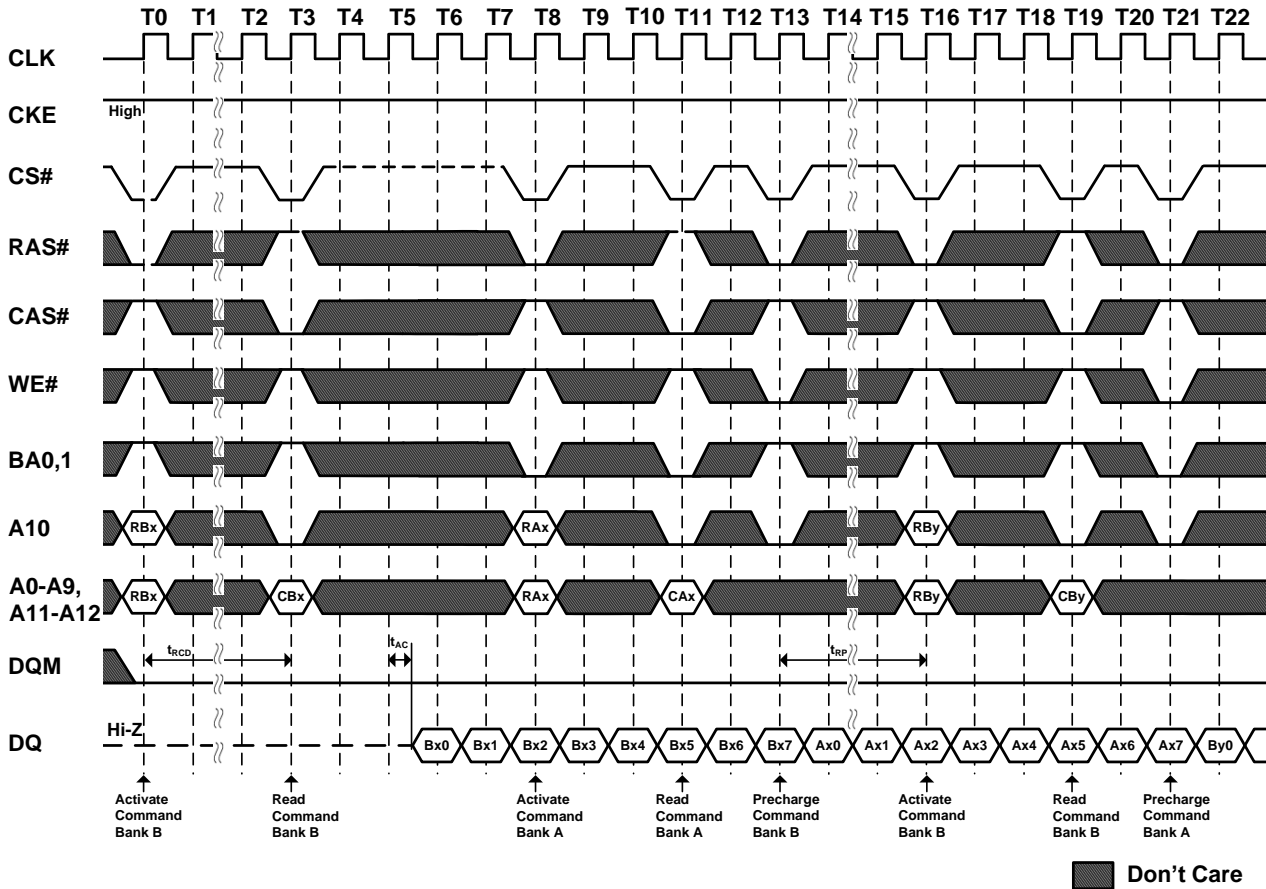 T0 T1 T2 T3 T4 T5 T6 T7 T8 T9 T10 T11 T12 T13 T14 T15 T16 T17 T18 T19 T20 T21 T22
CLK
CKE High
CS#
RAS#
CAS#
WE#
BA0,1
A10 RBx RAx RBy
A0-A9,
A11-A12 RBx CBx RAx CAx RBy CBy
DQM tRCD tAC tRP
Hi-Z
DQ Bx0 Bx1 Bx2 Bx3 Bx4 Bx5 Bx6 Bx7 Ax0 Ax1 Ax2 Ax3 Ax4 Ax5 Ax6 Ax7 By0
Activate
Command
Bank B
Read
Command
Bank B
Activate
Command
Bank A
Read
Command
Bank A
Precharge
Command
Bank B
Activate
Command
Bank B
Read
Command
Bank B
Precharge
Command
Bank A
Don't Care